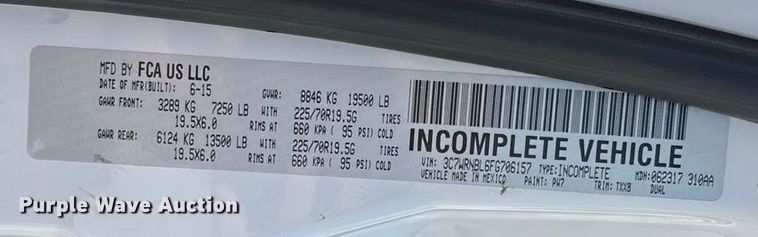 MFD BY FCA US LLC
DATE OF MFR(BUILT): 6-15 GVWR: 8846 KG 19500 LB
GAWR FRONT: 3289 KG 7250 LB WITH 225/70R19.5G TIRES
19.5X6.0 RIMS AT 660 KPA ( 95 PSI) COLD
GAWR REAR: 6124 KG 13500 LB WITH 225/70R19.5G TIRES
19.5X6.0 RIMS AT 660 KPA ( 95 PSI) COLD
INCOMPLETE VEHICLE
VIN: 3C7WRNBL6FG706157 TYPE: INCOMPLETE MDH: 062317 310AA
VEHICLE MADE IN MEXICO PAINT: PW7 TRIM: TXX8 DUAL
Purple Wave Auction